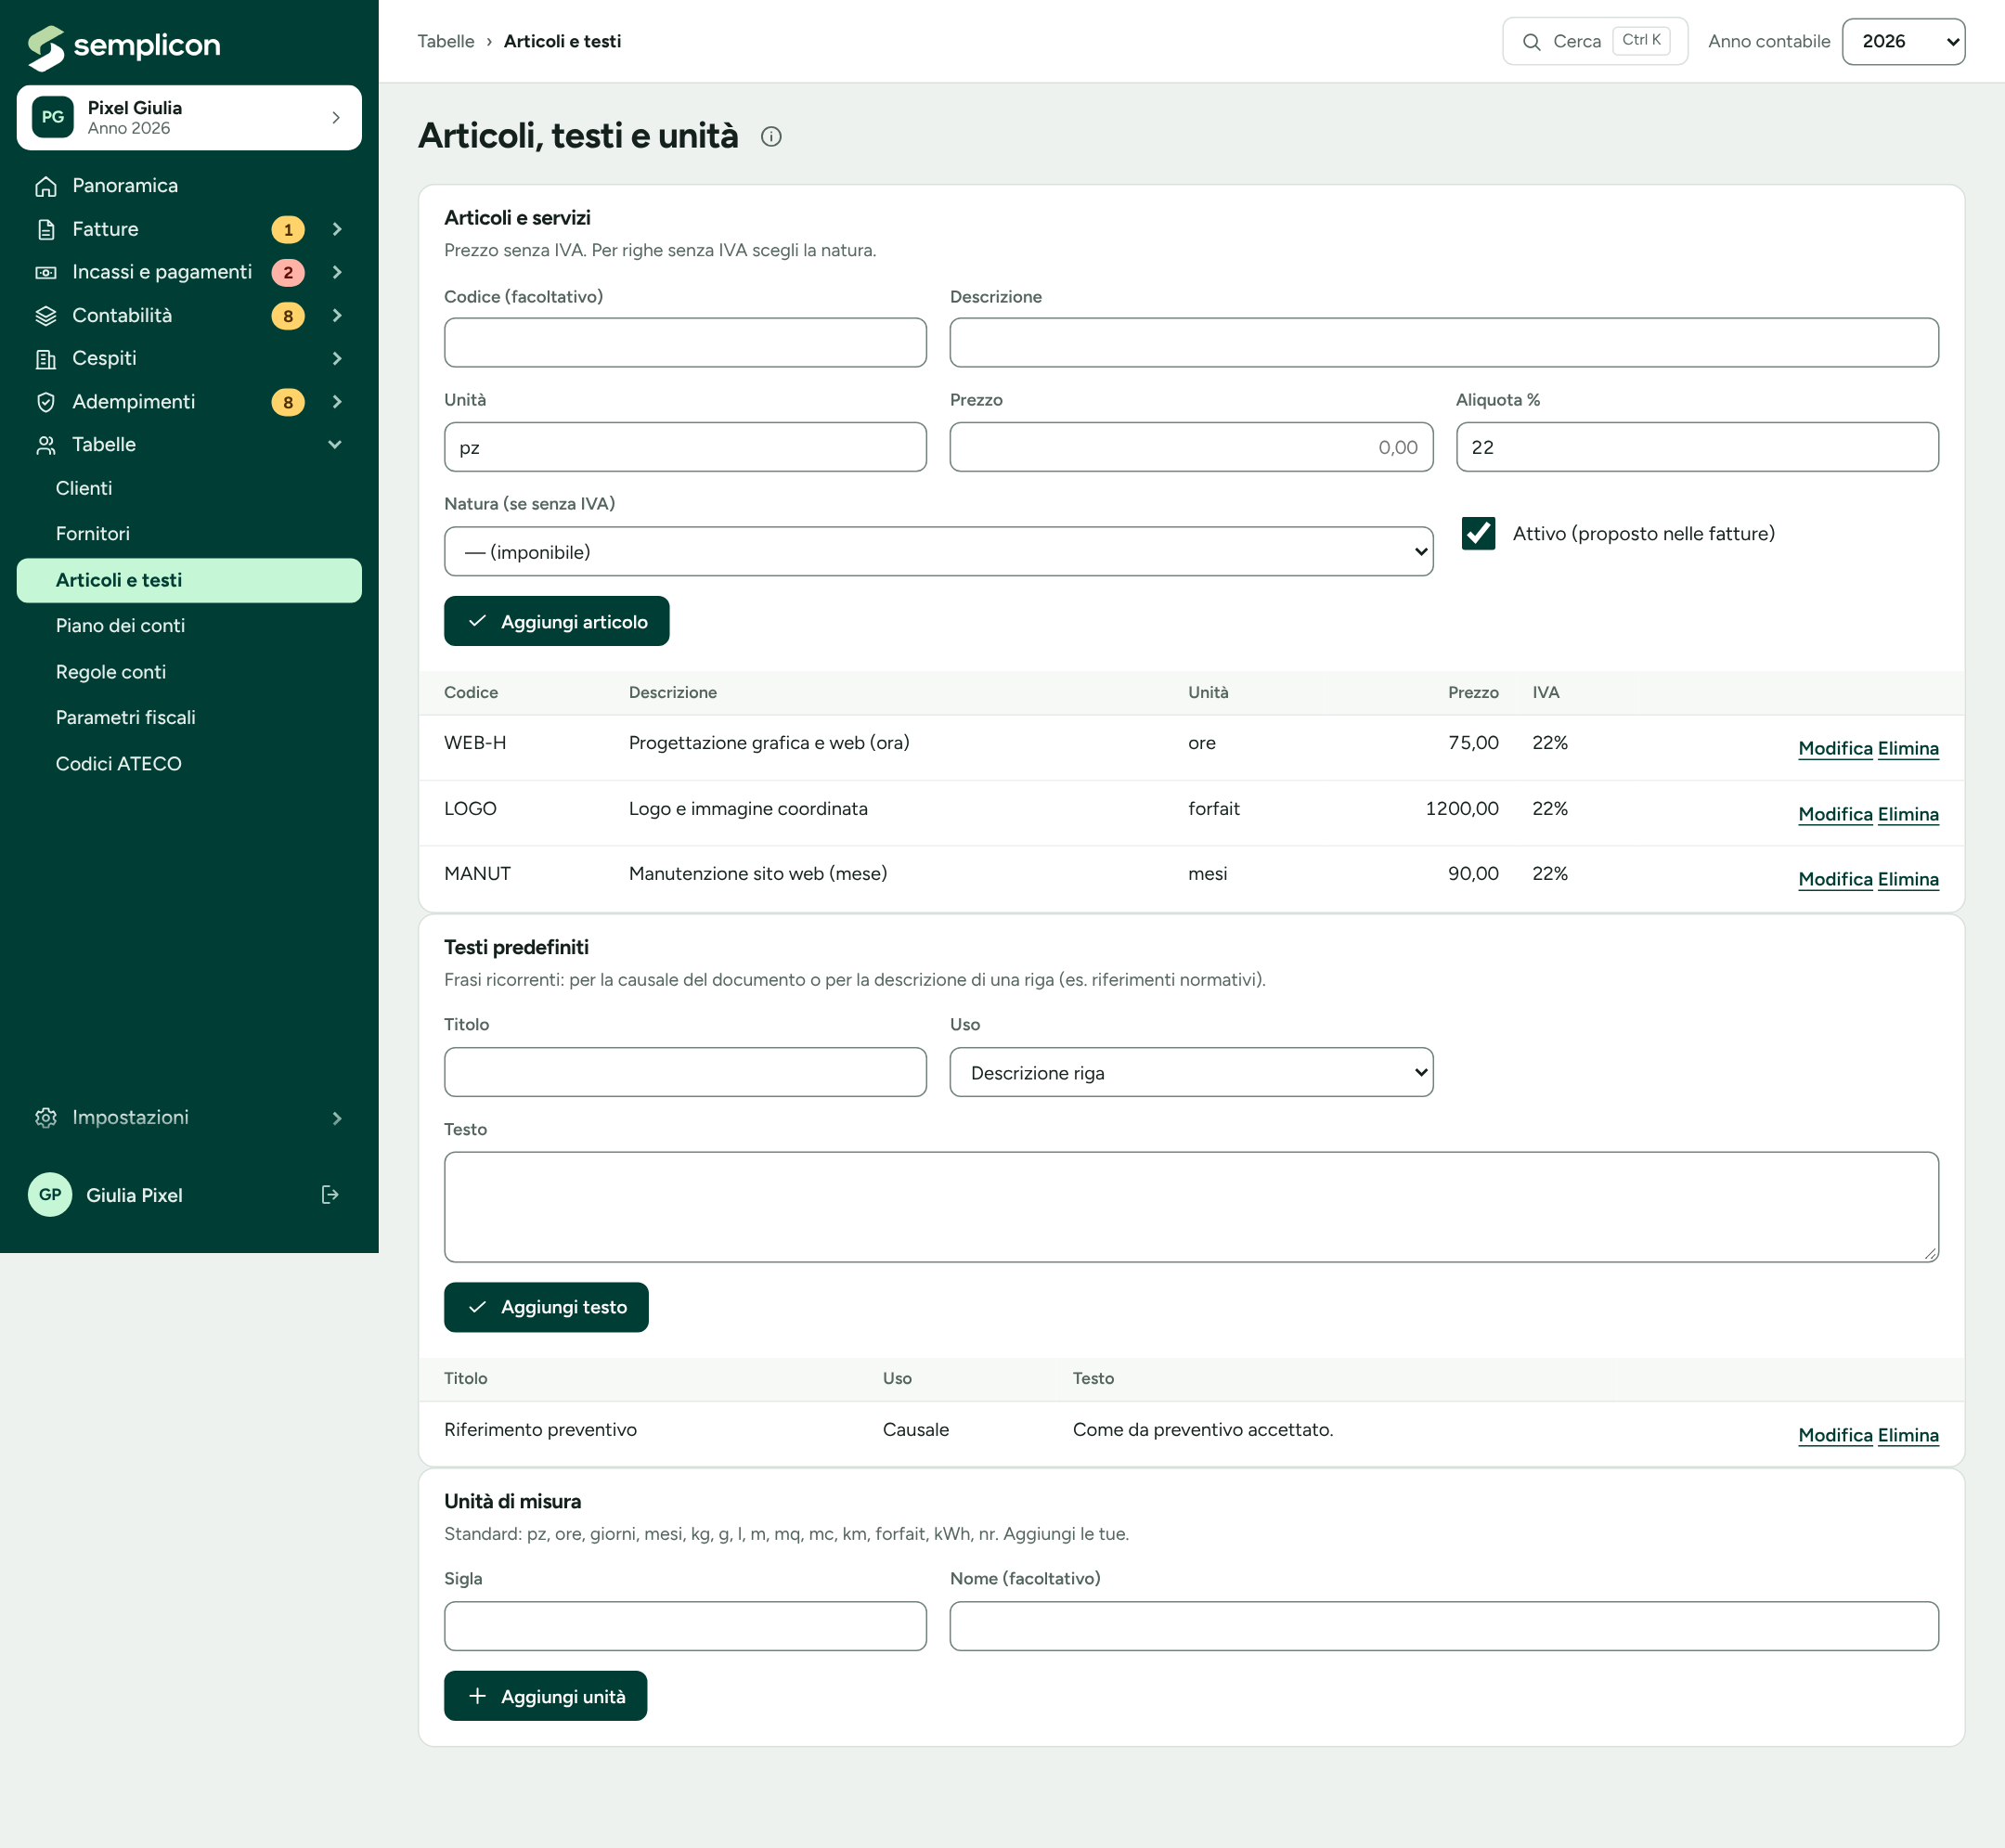 semplicon
PG
Pixel Giulia
Anno 2026
Panoramica
Fatture 1
Incassi e pagamenti 2
Contabilità 8
Cespiti
Adempimenti 8
Tabelle
Clienti
Fornitori
Articoli e testi
Piano dei conti
Regole conti
Parametri fiscali
Codici ATECO
Impostazioni
GP Giulia Pixel
Tabelle › Articoli e testi
Cerca Ctrl K Anno contabile 2026
Articoli, testi e unità
Articoli e servizi
Prezzo senza IVA. Per righe senza IVA scegli la natura.
Codice (facoltativo) Descrizione
Unità Prezzo Aliquota %
pz 0,00 22
Natura (se senza IVA)
— (imponibile) Attivo (proposto nelle fatture)
Aggiungi articolo
Codice Descrizione Unità Prezzo IVA
WEB-H Progettazione grafica e web (ora) ore 75,00 22% Modifica Elimina
LOGO Logo e immagine coordinata forfait 1200,00 22% Modifica Elimina
MANUT Manutenzione sito web (mese) mesi 90,00 22% Modifica Elimina
Testi predefiniti
Frasi ricorrenti: per la causale del documento o per la descrizione di una riga (es. riferimenti normativi).
Titolo Uso
Descrizione riga
Testo
Aggiungi testo
Titolo Uso Testo
Riferimento preventivo Causale Come da preventivo accettato. Modifica Elimina
Unità di misura
Standard: pz, ore, giorni, mesi, kg, g, l, m, mq, mc, km, forfait, kWh, nr. Aggiungi le tue.
Sigla Nome (facoltativo)
Aggiungi unità